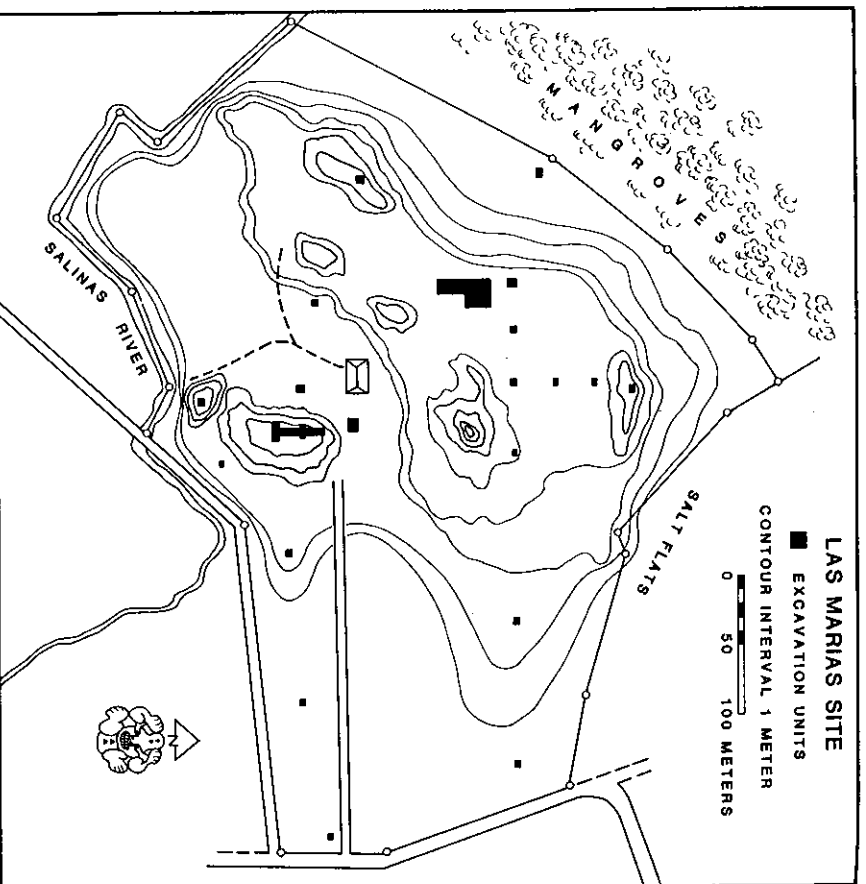 LAS MARIAS SITE
EXCAVATION UNITS
CONTOUR INTERVAL 1 METER
0 50 100 METERS
MANGROVES
SALT FLATS
SALINAS RIVER
N